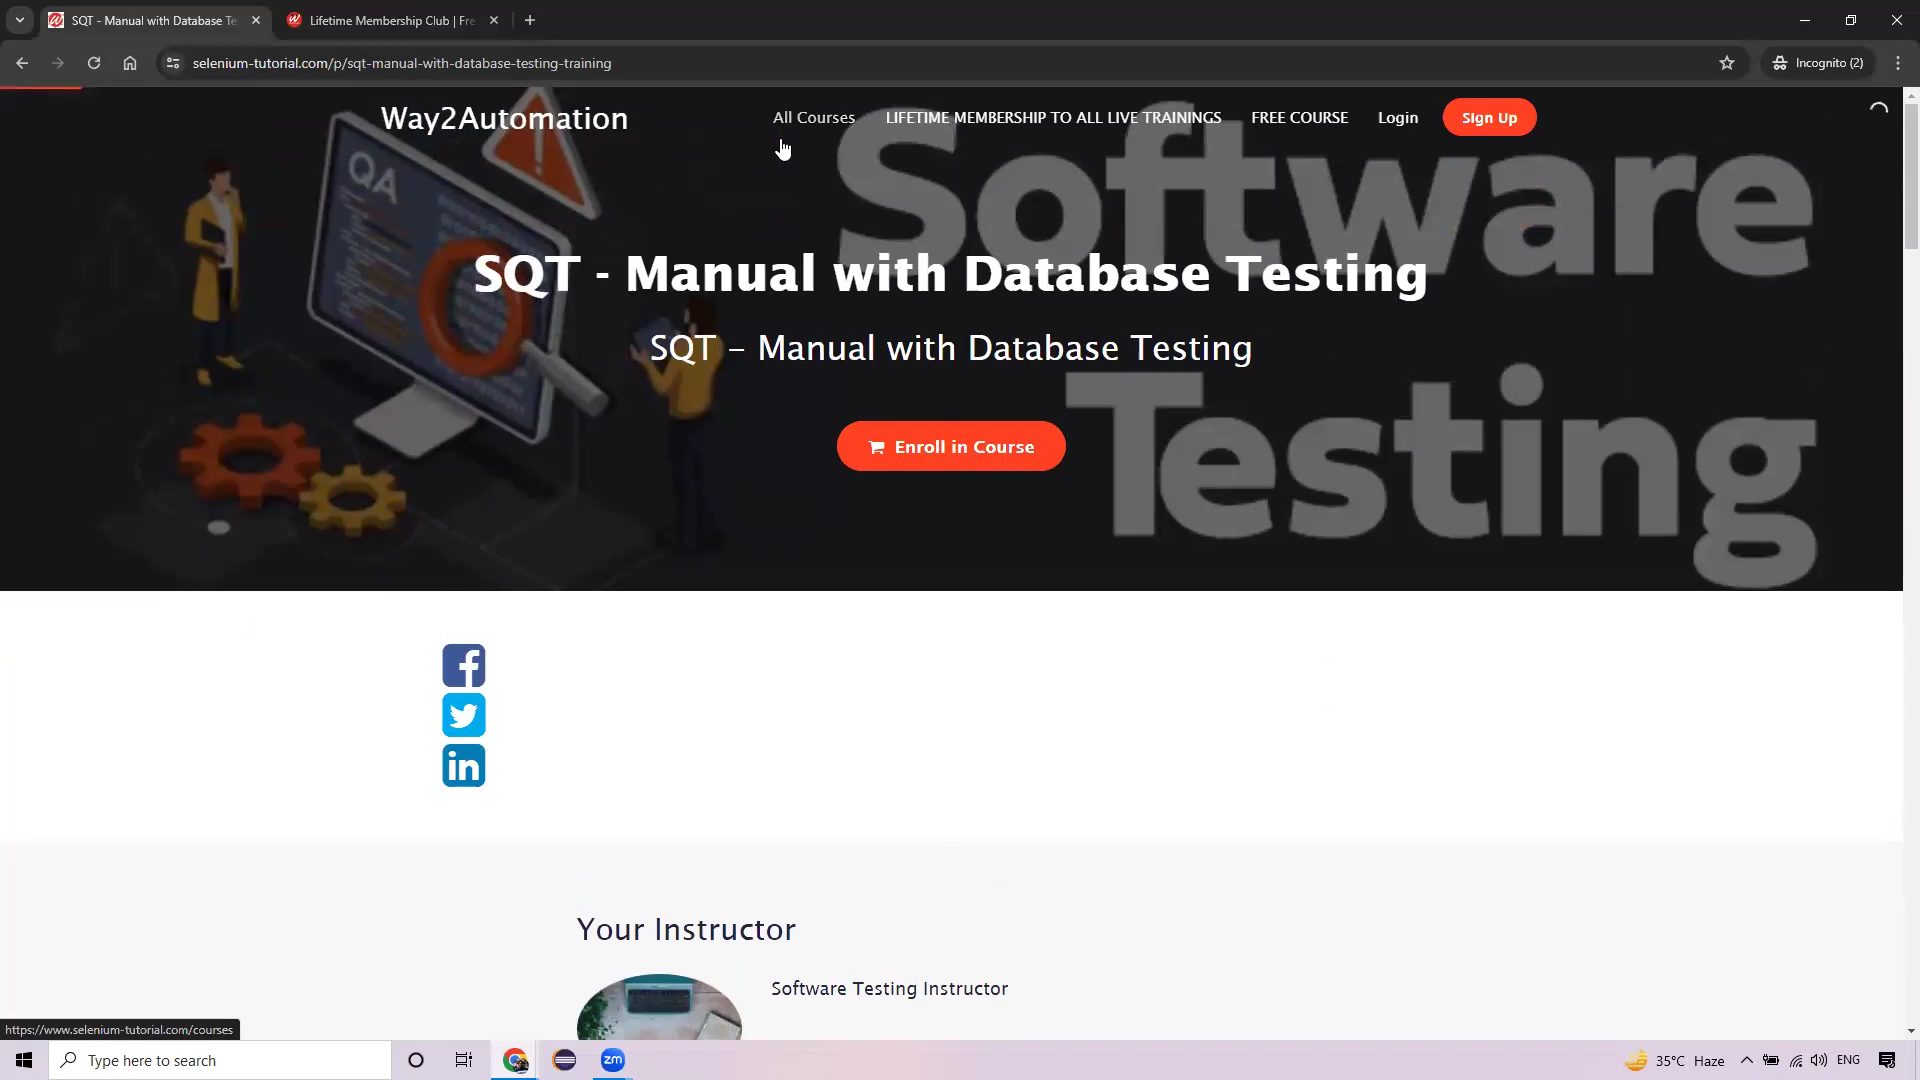 SQT - Manual with Database Te
Lifetime Membership Club | Fre
selenium-tutorial.com/p/sqt-manual-with-database-testing-training
Incognito (2)
Way2Automation
All Courses
LIFETIME MEMBERSHIP TO ALL LIVE TRAININGS
FREE COURSE
Login
Sign Up
QA
Software
Testing
SQT - Manual with Database Testing
SQT – Manual with Database Testing
Enroll in Course
Your Instructor
Software Testing Instructor
https://www.selenium-tutorial.com/courses
Type here to search
zm
35°C Haze
ENG